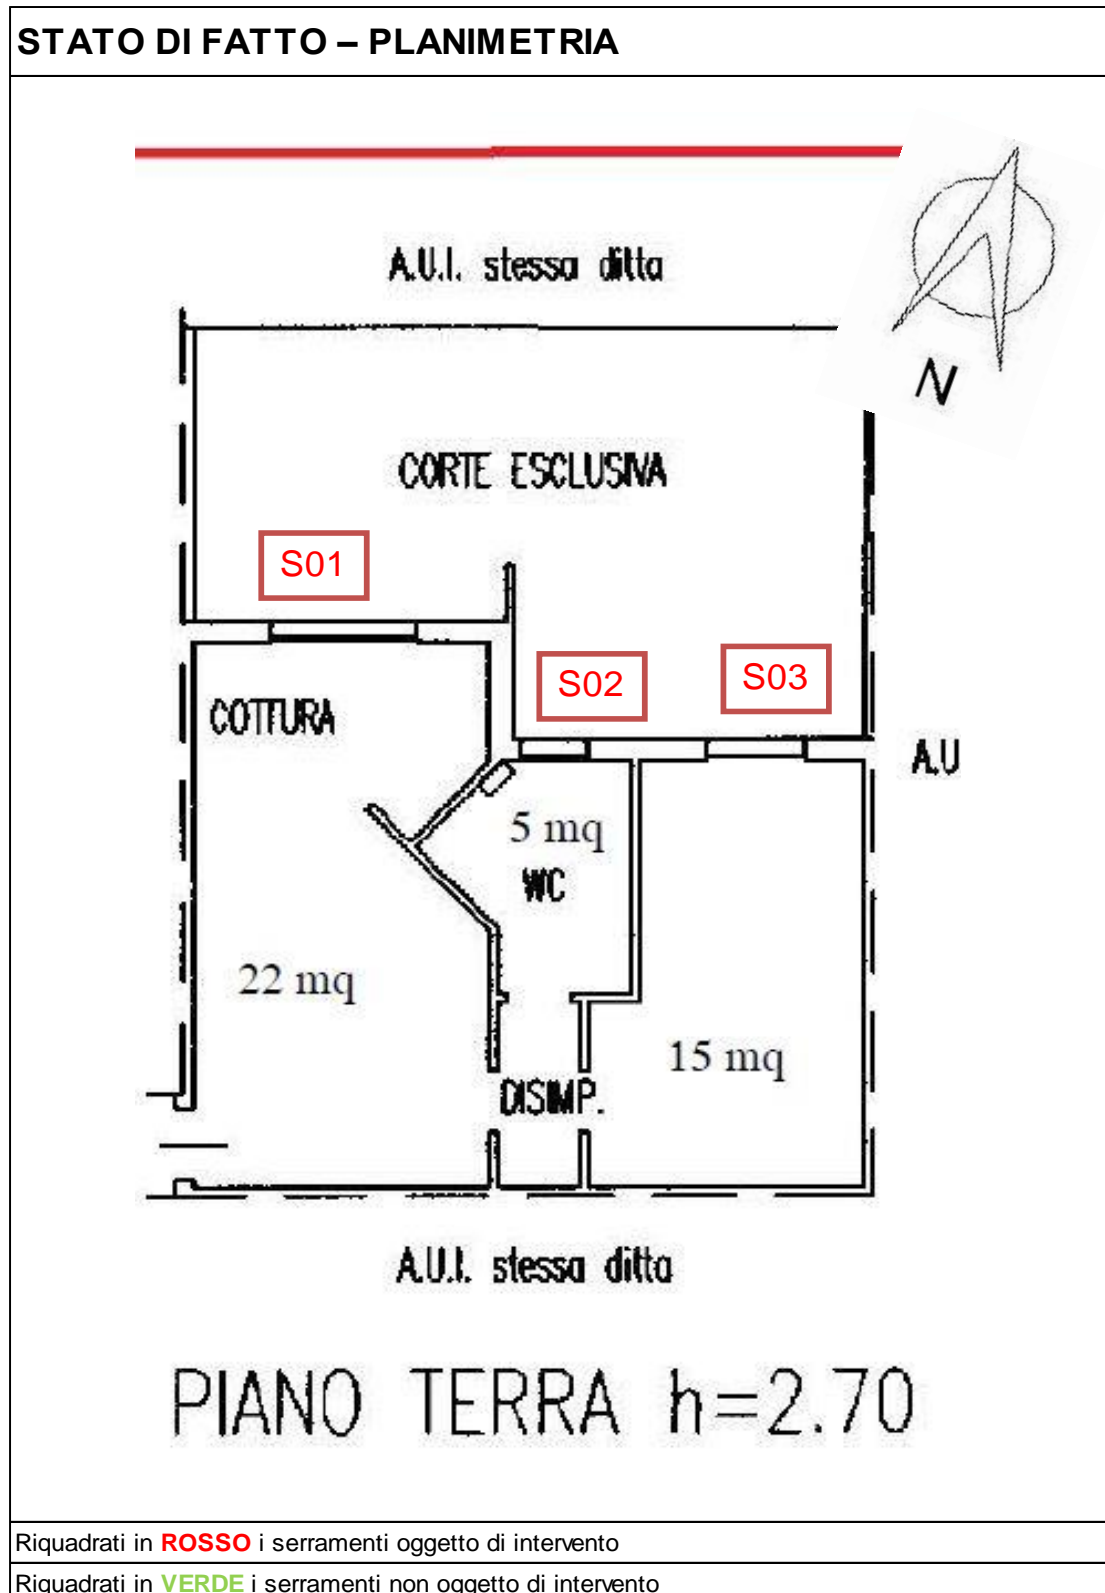 STATO DI FATTO – PLANIMETRIA
A.U.I. stessa ditta
N
CORTE ESCLUSIVA
S01
S02
S03
COTTURA
A.U
5 mq
WC
22 mq
15 mq
DISIMP.
A.U.I. stessa ditta
PIANO TERRA h=2.70
Riquadrati in ROSSO i serramenti oggetto di intervento
Riquadrati in VERDE i serramenti non oggetto di intervento